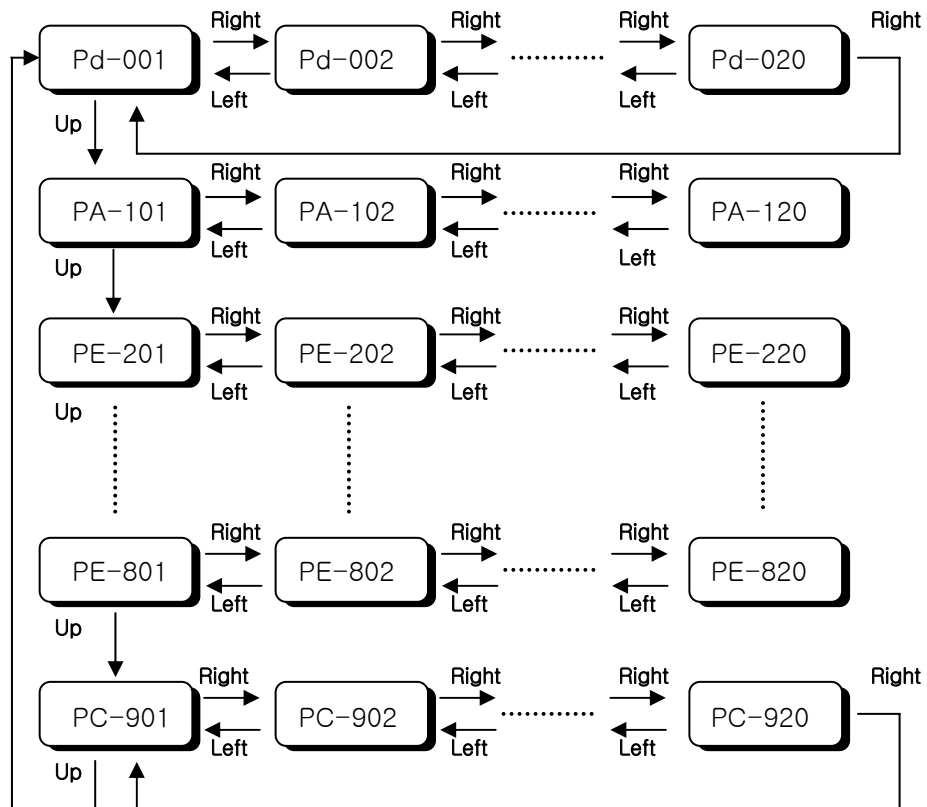 Right Right Right Right
Pd-001 Pd-002 ............ Pd-020
Left Left Left
Up
Right Right Right
PA-101 PA-102 ............ PA-120
Left Left Left
Up
Right Right Right
PE-201 PE-202 ............ PE-220
Left Left Left
Up
Right Right Right
PE-801 PE-802 ............ PE-820
Left Left Left
Up
Right Right Right Right
PC-901 PC-902 ............ PC-920
Left Left Left
Up